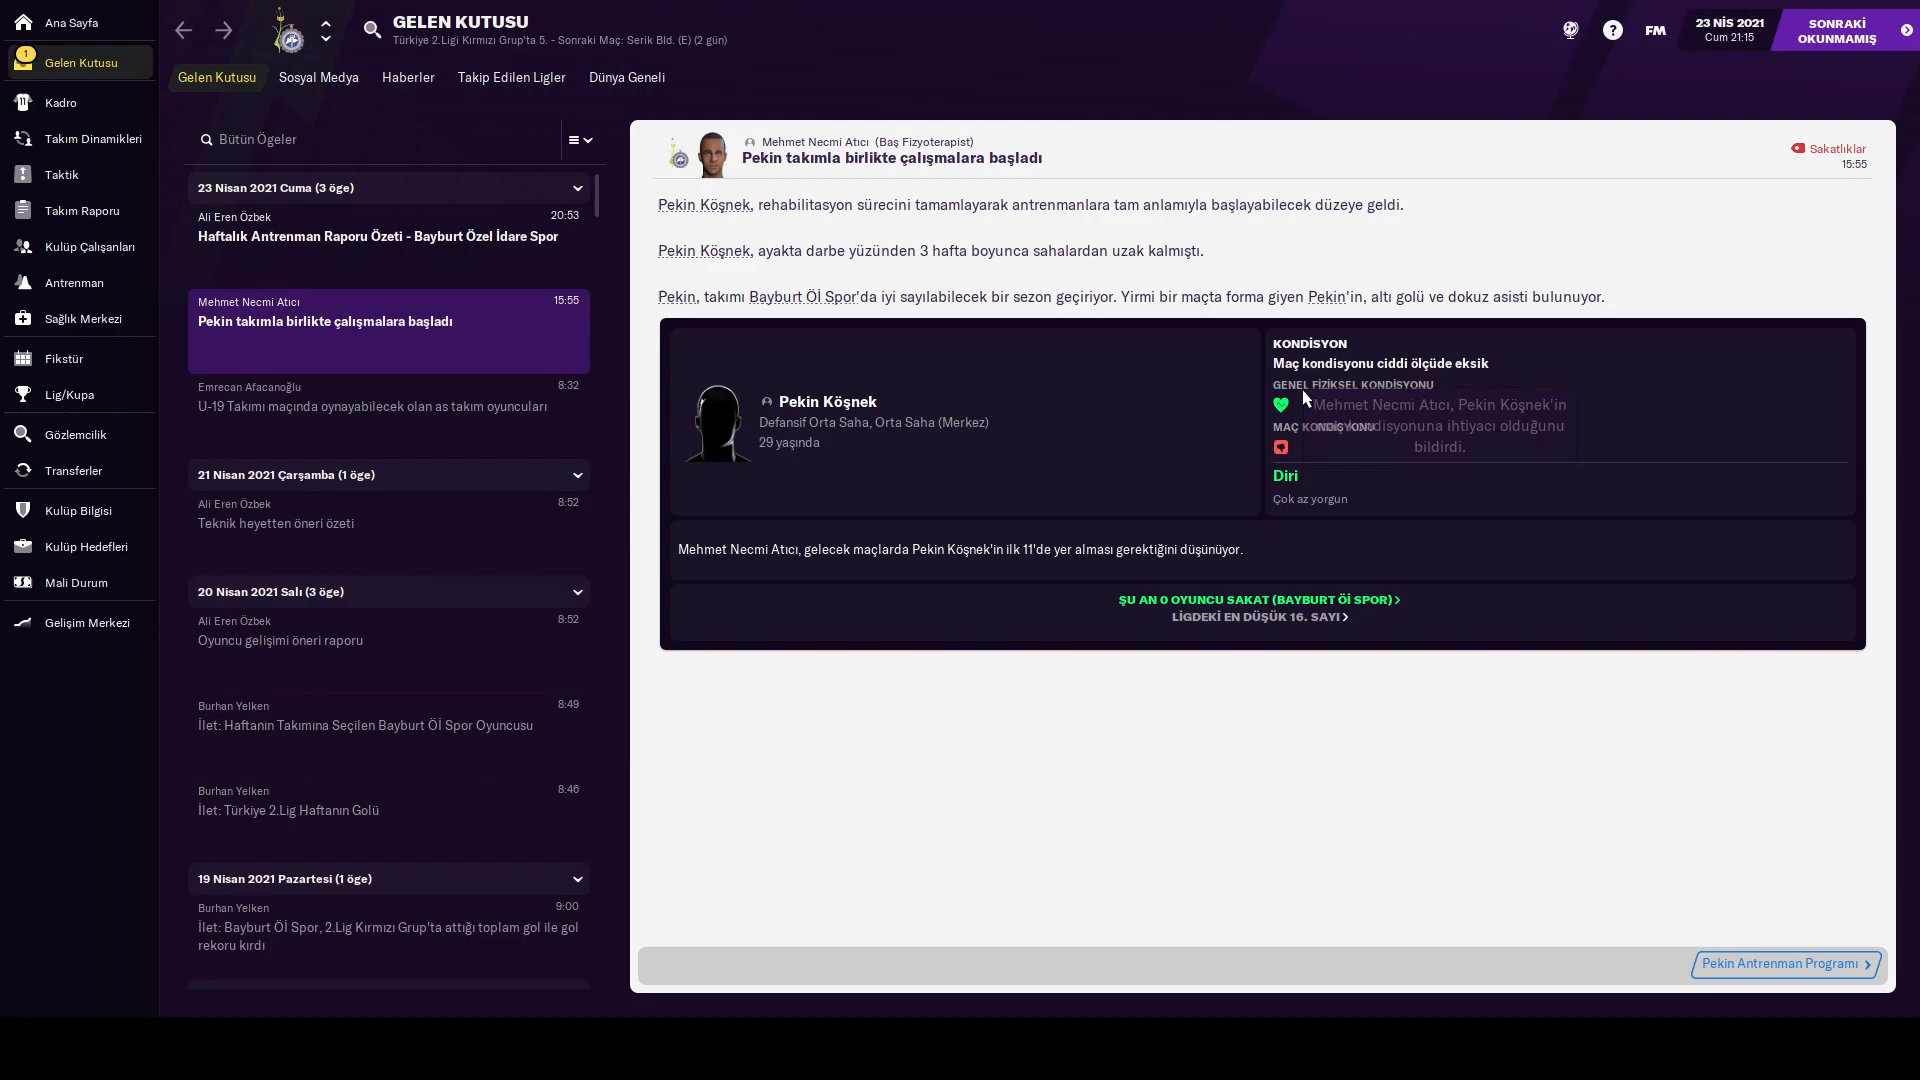 Ana Sayfa
1
Gelen Kutusu
Kadro
Takım Dinamikleri
Taktik
Takım Raporu
Kulüp Çalışanları
Antrenman
Sağlık Merkezi
Fikstür
Lig/Kupa
Gözlemcilik
Transferler
Kulüp Bilgisi
Kulüp Hedefleri
Mali Durum
Gelişim Merkezi
GELEN KUTUSU
Türkiye 2.Ligi Kırmızı Grup'ta 5. - Sonraki Maç: Serik Bld. (E) (2 gün)
FM
23 NİS 2021
Cum 21:15
SONRAKİ
OKUNMAMIŞ
Gelen Kutusu Sosyal Medya Haberler Takip Edilen Ligler Dünya Geneli
Bütün Ögeler
23 Nisan 2021 Cuma (3 öge)
Ali Eren Özbek 20:53
Haftalık Antrenman Raporu Özeti - Bayburt Özel İdare Spor
Mehmet Necmi Atıcı 15:55
Pekin takımla birlikte çalışmalara başladı
Emrecan Afacanoğlu 8:32
U-19 Takımı maçında oynayabilecek olan as takım oyuncuları
21 Nisan 2021 Çarşamba (1 öge)
Ali Eren Özbek 8:52
Teknik heyetten öneri özeti
20 Nisan 2021 Salı (3 öge)
Ali Eren Özbek 8:52
Oyuncu gelişimi öneri raporu
Burhan Yelken 8:49
İlet: Haftanın Takımına Seçilen Bayburt Öİ Spor Oyuncusu
Burhan Yelken 8:46
İlet: Türkiye 2.Lig Haftanın Golü
19 Nisan 2021 Pazartesi (1 öge)
Burhan Yelken 9:00
İlet: Bayburt Öİ Spor, 2.Lig Kırmızı Grup'ta attığı toplam gol ile gol
rekoru kırdı
Mehmet Necmi Atıcı (Baş Fizyoterapist)
Pekin takımla birlikte çalışmalara başladı
Sakatlıklar
15:55
Pekin Köşnek, rehabilitasyon sürecini tamamlayarak antrenmanlara tam anlamıyla başlayabilecek düzeye geldi.
Pekin Köşnek, ayakta darbe yüzünden 3 hafta boyunca sahalardan uzak kalmıştı.
Pekin, takımı Bayburt Öİ Spor'da iyi sayılabilecek bir sezon geçiriyor. Yirmi bir maçta forma giyen Pekin'in, altı golü ve dokuz asisti bulunuyor.
Pekin Köşnek
Defansif Orta Saha, Orta Saha (Merkez)
29 yaşında
KONDİSYON
Maç kondisyonu ciddi ölçüde eksik
GENEL FİZİKSEL KONDİSYONU
Mehmet Necmi Atıcı, Pekin Köşnek'in
MAÇ KONDİSYONU
olduğunu
bildirdi.
Diri
Çok az yorgun
Mehmet Necmi Atıcı, gelecek maçlarda Pekin Köşnek'in ilk 11'de yer alması gerektiğini düşünüyor.
ŞU AN 0 OYUNCU SAKAT (BAYBURT Öİ SPOR)
LİGDEKİ EN DÜŞÜK 16. SAYI
Pekin Antrenman Programı